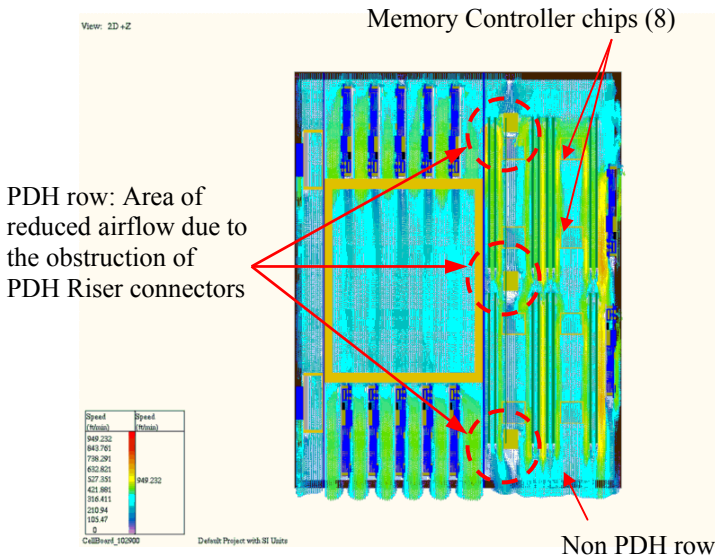 View: 2D +Z
Memory Controller chips (8)
PDH row: Area of
reduced airflow due to
the obstruction of
PDH Riser connectors
Speed
(ft/min)
Speed
(ft/min)
949.232
843.761
738.291
632.821
527.351
421.881
316.411
210.94
105.47
0
949.232
CellBoard_102900
Default Project with SI Units
Non PDH row